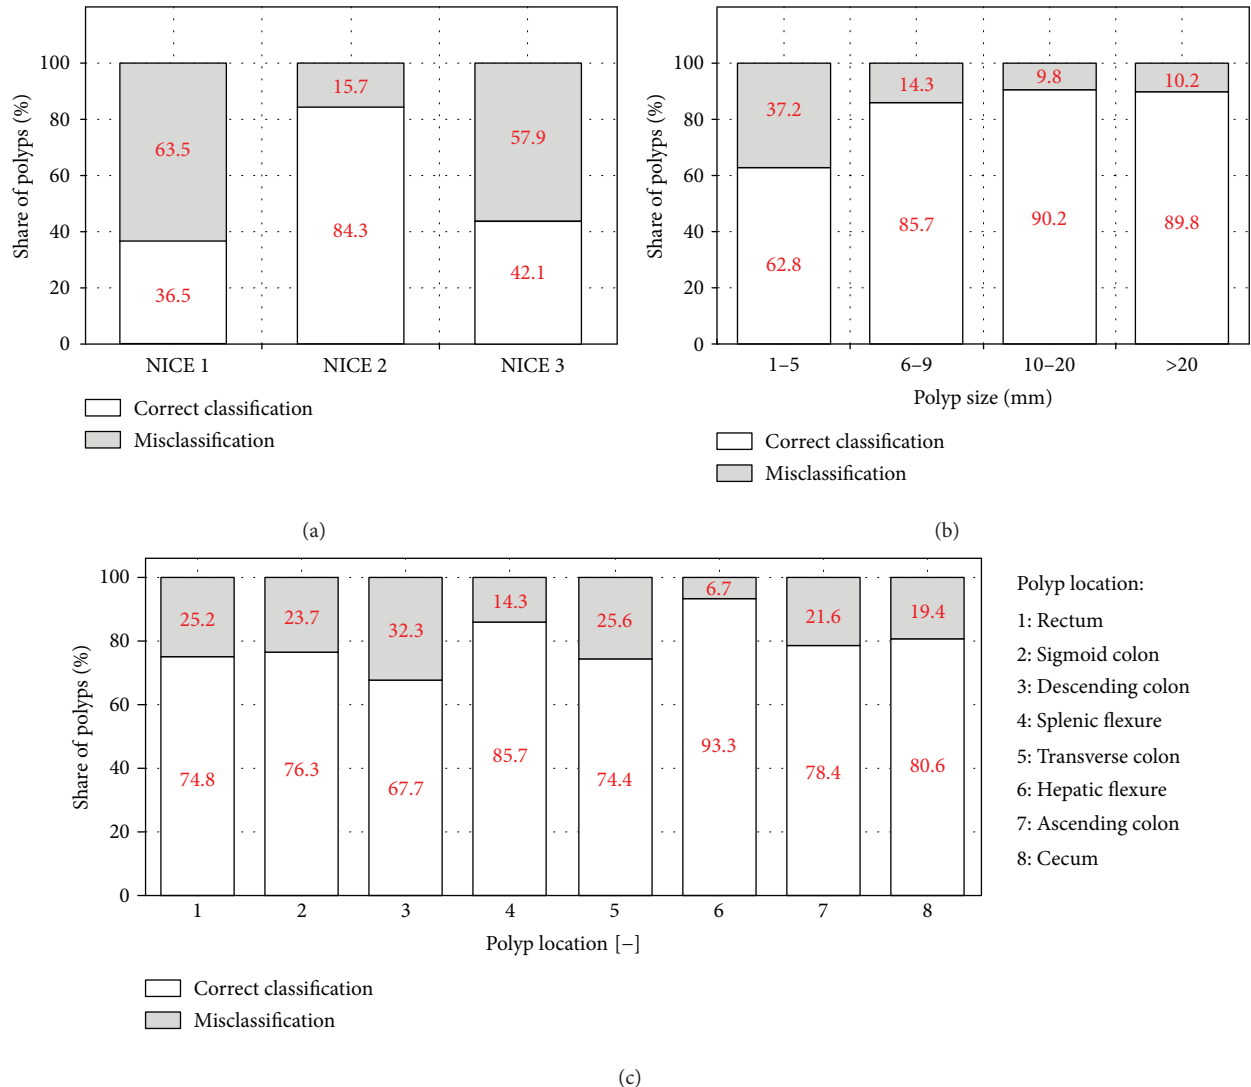 Share of polyps (%)
100
80
60
40
20
0
63.5
36.5
15.7
84.3
57.9
42.1
NICE 1
NICE 2
NICE 3
Correct classification
Misclassification
(a)
Share of polyps (%)
100
80
60
40
20
0
37.2
62.8
14.3
85.7
9.8
90.2
10.2
89.8
1–5
6–9
10–20
>20
Polyp size (mm)
Correct classification
Misclassification
(b)
Share of polyps (%)
100
80
60
40
20
0
25.2
74.8
23.7
76.3
32.3
67.7
14.3
85.7
25.6
74.4
6.7
93.3
21.6
78.4
19.4
80.6
1
2
3
4
5
6
7
8
Polyp location [−]
Correct classification
Misclassification
Polyp location:
1: Rectum
2: Sigmoid colon
3: Descending colon
4: Splenic flexure
5: Transverse colon
6: Hepatic flexure
7: Ascending colon
8: Cecum
(c)